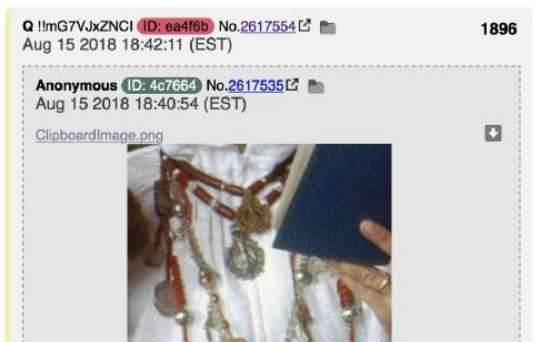 Q !!mG7VJxZNCI ID: ea4f6b No.2617554 1896
Aug 15 2018 18:42:11 (EST)
Anonymous ID: 4c7664 No.2617535
Aug 15 2018 18:40:54 (EST)
ClipboardImage.png